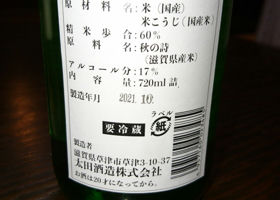 原材料名：米（国産）
米こうじ（国産米）
精米歩合：60%
原料名：秋の詩
（滋賀県産米）
アルコール分：17%
内容量：720ml詰
製造年月 2021.10
要冷蔵
ラベル
紙
製造者
滋賀県草津市草津3-10-37
太田酒造株式会社
お酒は20才になってから。